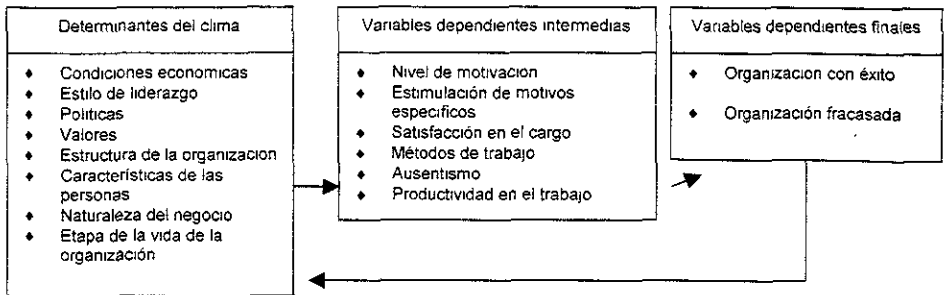 Determinantes del clima
♦ Condiciones economicas
♦ Estilo de liderazgo
♦ Politicas
♦ Valores
♦ Estructura de la organizacion
♦ Características de las
personas
♦ Naturaleza del negocio
♦ Etapa de la vida de la
organización
Variables dependientes intermedias
♦ Nivel de motivacion
♦ Estimulación de motivos
especificos
♦ Satisfacción en el cargo
♦ Métodos de trabajo
♦ Ausentismo
♦ Productividad en el trabajo
Variables dependientes finales
♦ Organizacion con éxito
♦ Organización fracasada